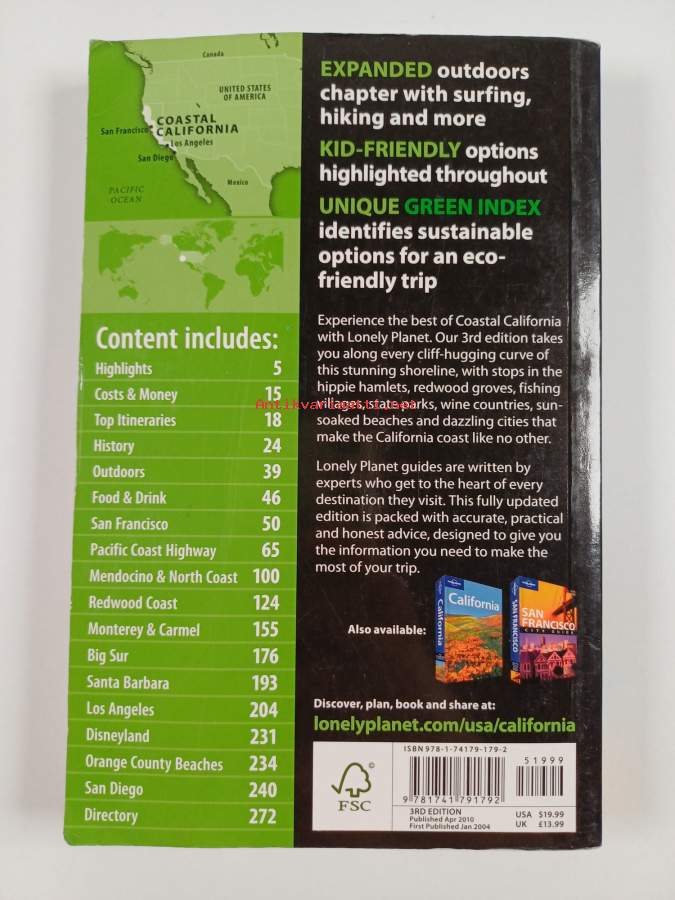 Canada
UNITED STATES
OF AMERICA
COASTAL
San Francisco
CALIFORNIA
Los Angeles
San Diego
PACIFIC
OCEAN
Mexico
Content includes:
Highlights 5
Costs & Money 15
Top Itineraries 18
History 24
Outdoors 39
Food & Drink 46
San Francisco 50
Pacific Coast Highway 65
Mendocino & North Coast 100
Redwood Coast 124
Monterey & Carmel 155
Big Sur 176
Santa Barbara 193
Los Angeles 204
Disneyland 231
Orange County Beaches 234
San Diego 240
Directory 272
EXPANDED outdoors
chapter with surfing,
hiking and more
KID-FRIENDLY options
highlighted throughout
UNIQUE GREEN INDEX
identifies sustainable
options for an eco-
friendly trip
Experience the best of Coastal California
with Lonely Planet. Our 3rd edition takes
you along every cliff-hugging curve of
this stunning shoreline, with stops in the
hippie hamlets, redwood groves, fishing
villages, state parks, wine countries, sun-
soaked beaches and dazzling cities that
make the California coast like no other.
Antikvariaatti.net
Lonely Planet guides are written by
experts who get to the heart of every
destination they visit. This fully updated
edition is packed with accurate, practical
and honest advice, designed to give you
the information you need to make the
most of your trip.
Also available:
California
California
SAN FRANCISCO
SAN
FRANCISCO
CITY GUIDE
Discover, plan, book and share at:
lonelyplanet.com/usa/california
FSC
ISBN 978-1-74179-179-2
51999
9 781741 791792
3RD EDITION
Published Apr 2010
First Published Jan 2004
USA $19.99
UK £13.99